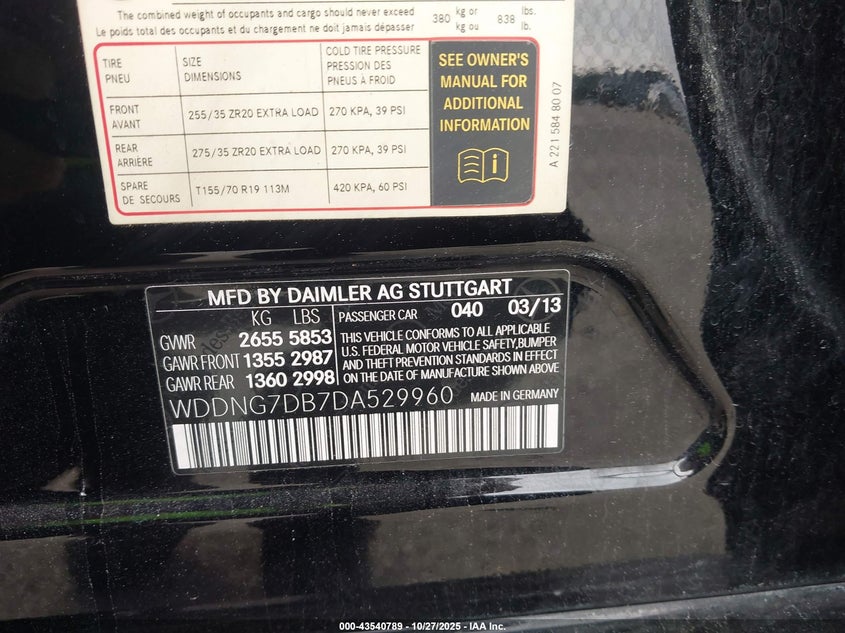 The combined weight of occupants and cargo should never exceed 380 kg or 838 lbs.
Le poids total des occupants et du chargement ne doit jamais dépasser kg ou lb.
TIRE SIZE COLD TIRE PRESSURE
PNEU DIMENSIONS PRESSION DES
PNEUS À FROID
FRONT 255/35 ZR20 EXTRA LOAD 270 KPA, 39 PSI
AVANT
REAR 275/35 ZR20 EXTRA LOAD 270 KPA, 39 PSI
ARRIÈRE
SPARE T155/70 R19 113M 420 KPA, 60 PSI
DE SECOURS
SEE OWNER'S
MANUAL FOR
ADDITIONAL
INFORMATION
A 221 584 80 07
MFD BY DAIMLER AG STUTTGART
KG LBS PASSENGER CAR 040 03/13
GVWR 2655 5853
GAWR FRONT 1355 2987
GAWR REAR 1360 2998
THIS VEHICLE CONFORMS TO ALL APPLICABLE
U.S. FEDERAL MOTOR VEHICLE SAFETY,BUMPER
AND THEFT PREVENTION STANDARDS IN EFFECT
ON THE DATE OF MANUFACTURE SHOWN ABOVE
WDDNG7DB7DA529960 MADE IN GERMANY
000-43540789 - 10/27/2025 - IAA Inc.